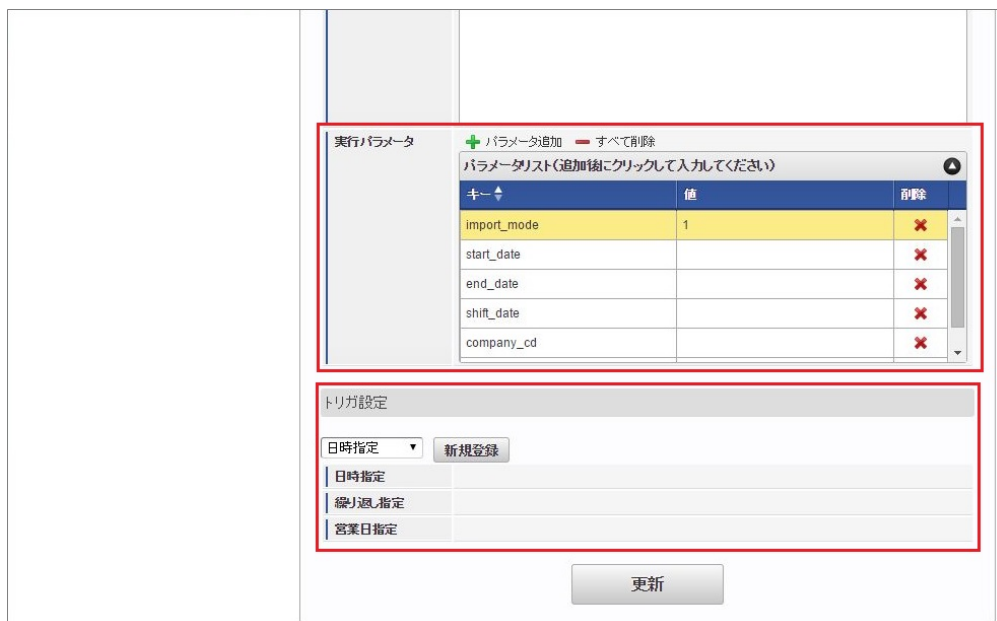 実行パラメータ
パラメータ追加 すべて削除
パラメータリスト(追加後にクリックして入力してください)
キー 値 削除
import_mode 1
start_date
end_date
shift_date
company_cd
トリガ設定
日時指定 新規登録
日時指定
繰り返し指定
営業日指定
更新